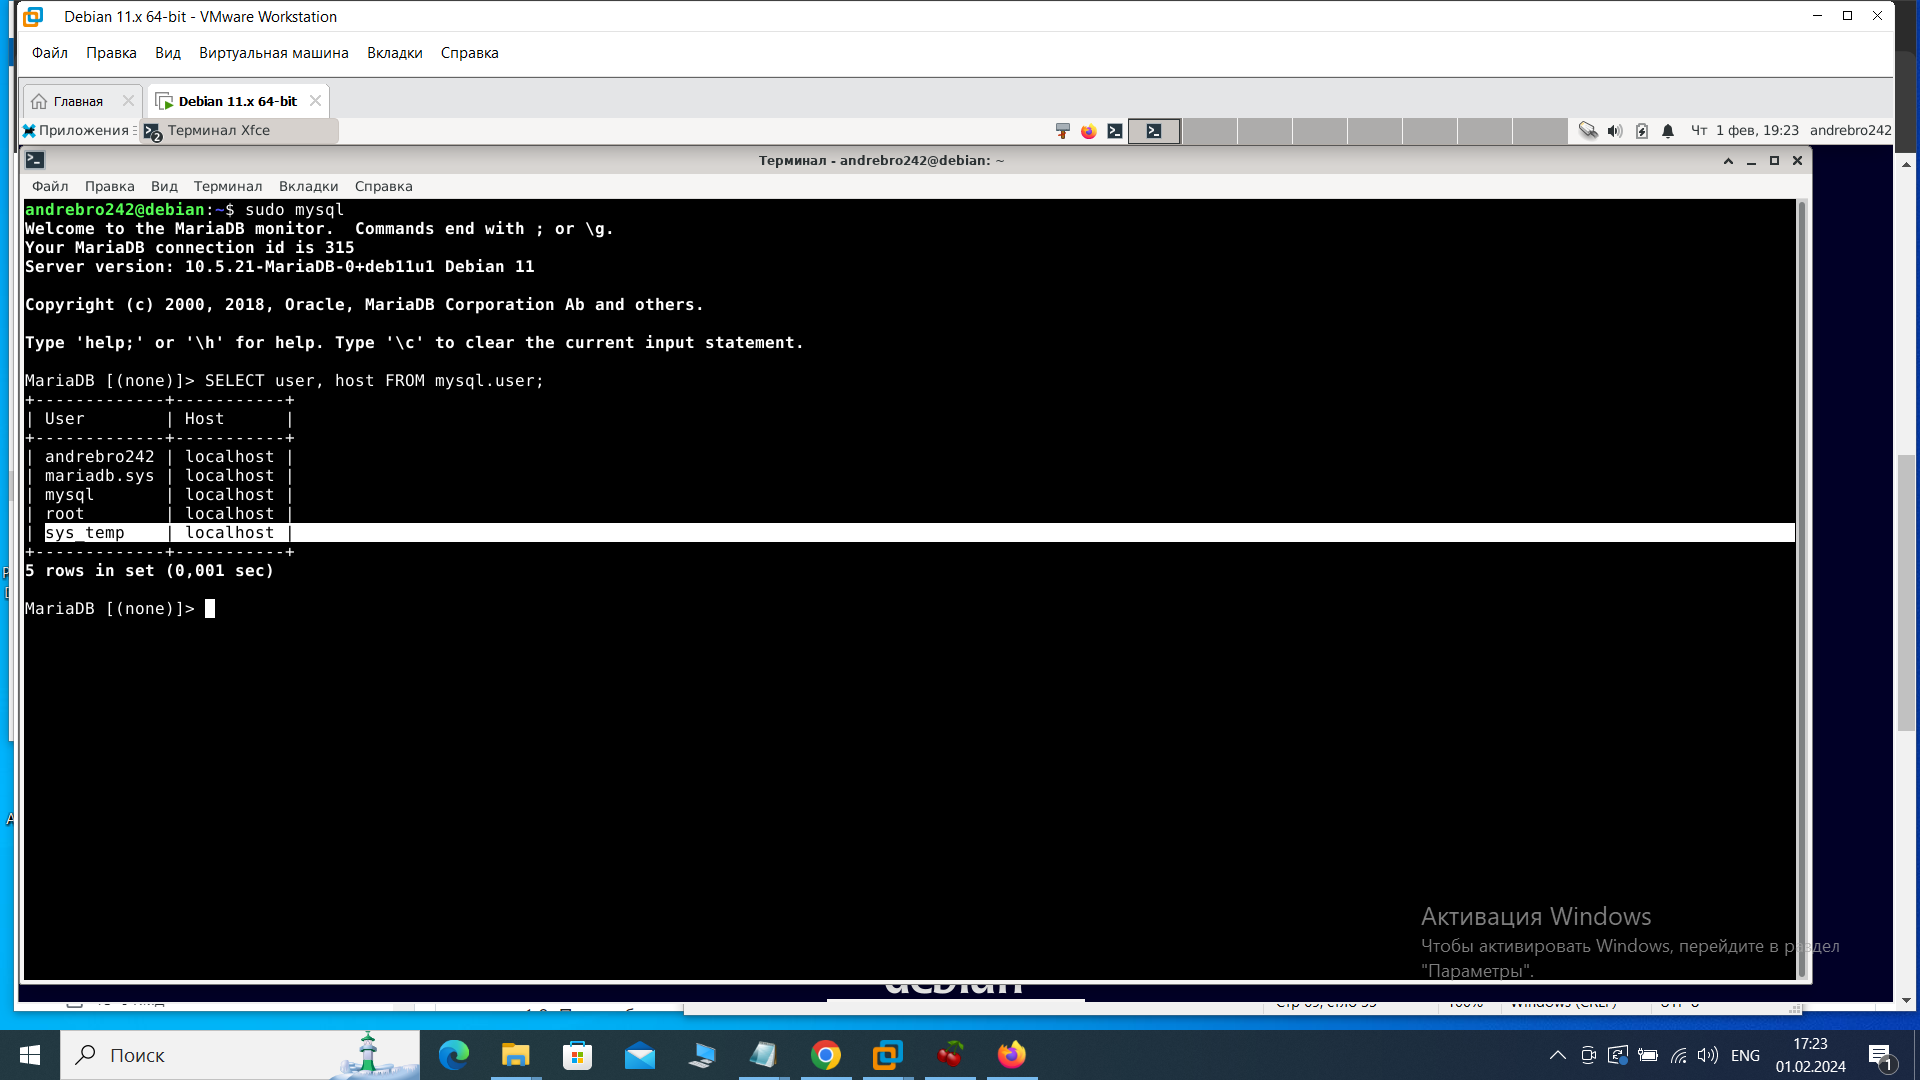 Debian 11.x 64-bit - VMware Workstation
Файл Правка Вид Виртуальная машина Вкладки Справка
Главная Debian 11.x 64-bit
Приложения Терминал Xfce Чт 1 фев, 19:23 andrebro242
Терминал - andrebro242@debian: ~
Файл Правка Вид Терминал Вкладки Справка
andrebro242@debian:~$ sudo mysql
Welcome to the MariaDB monitor.  Commands end with ; or \g.
Your MariaDB connection id is 315
Server version: 10.5.21-MariaDB-0+deb11u1 Debian 11
Copyright (c) 2000, 2018, Oracle, MariaDB Corporation Ab and others.
Type 'help;' or '\h' for help. Type '\c' to clear the current input statement.
MariaDB [(none)]> SELECT user, host FROM mysql.user;
+-------------+-----------+
| User        | Host      |
+-------------+-----------+
| andrebro242 | localhost |
| mariadb.sys | localhost |
| mysql       | localhost |
| root        | localhost |
| sys_temp    | localhost |
+-------------+-----------+
5 rows in set (0,001 sec)
MariaDB [(none)]>
Активация Windows
Чтобы активировать Windows, перейдите в раздел
"Параметры".
debian
Поиск
ENG
17:23
01.02.2024
1